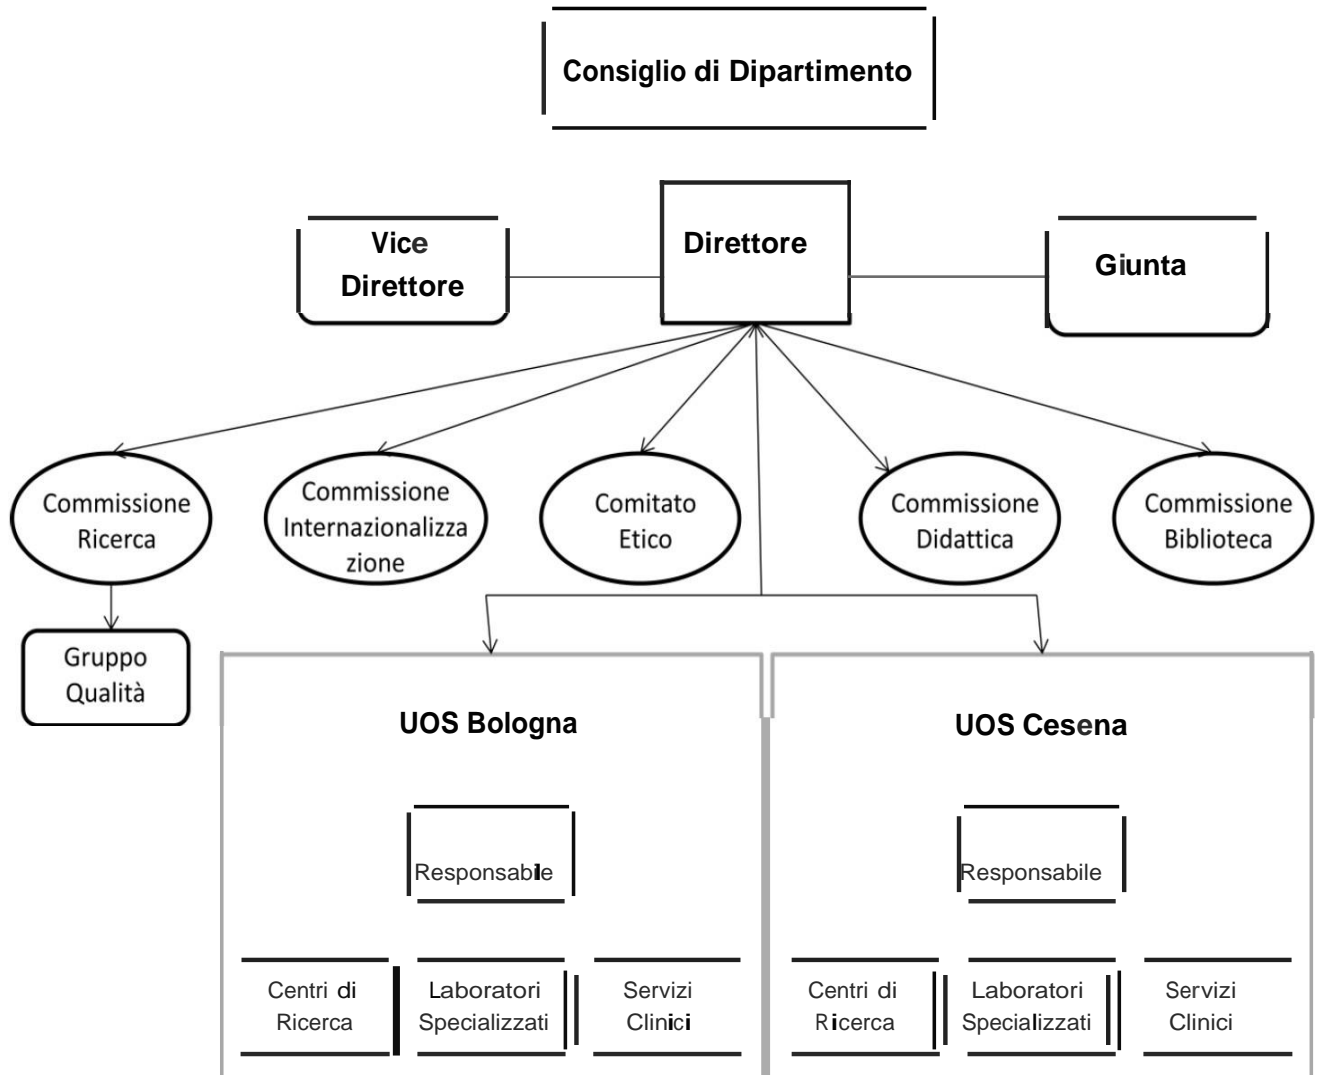 Consiglio di Dipartimento
Vice
Direttore
Direttore
Giunta
Commissione
Ricerca
Commissione
Internazionalizza
zione
Comitato
Etico
Commissione
Didattica
Commissione
Biblioteca
Gruppo
Qualità
UOS Bologna
Responsabile
Centri di
Ricerca
Laboratori
Specializzati
Servizi
Clinici
UOS Cesena
Responsabile
Centri di
Ricerca
Laboratori
Specializzati
Servizi
Clinici